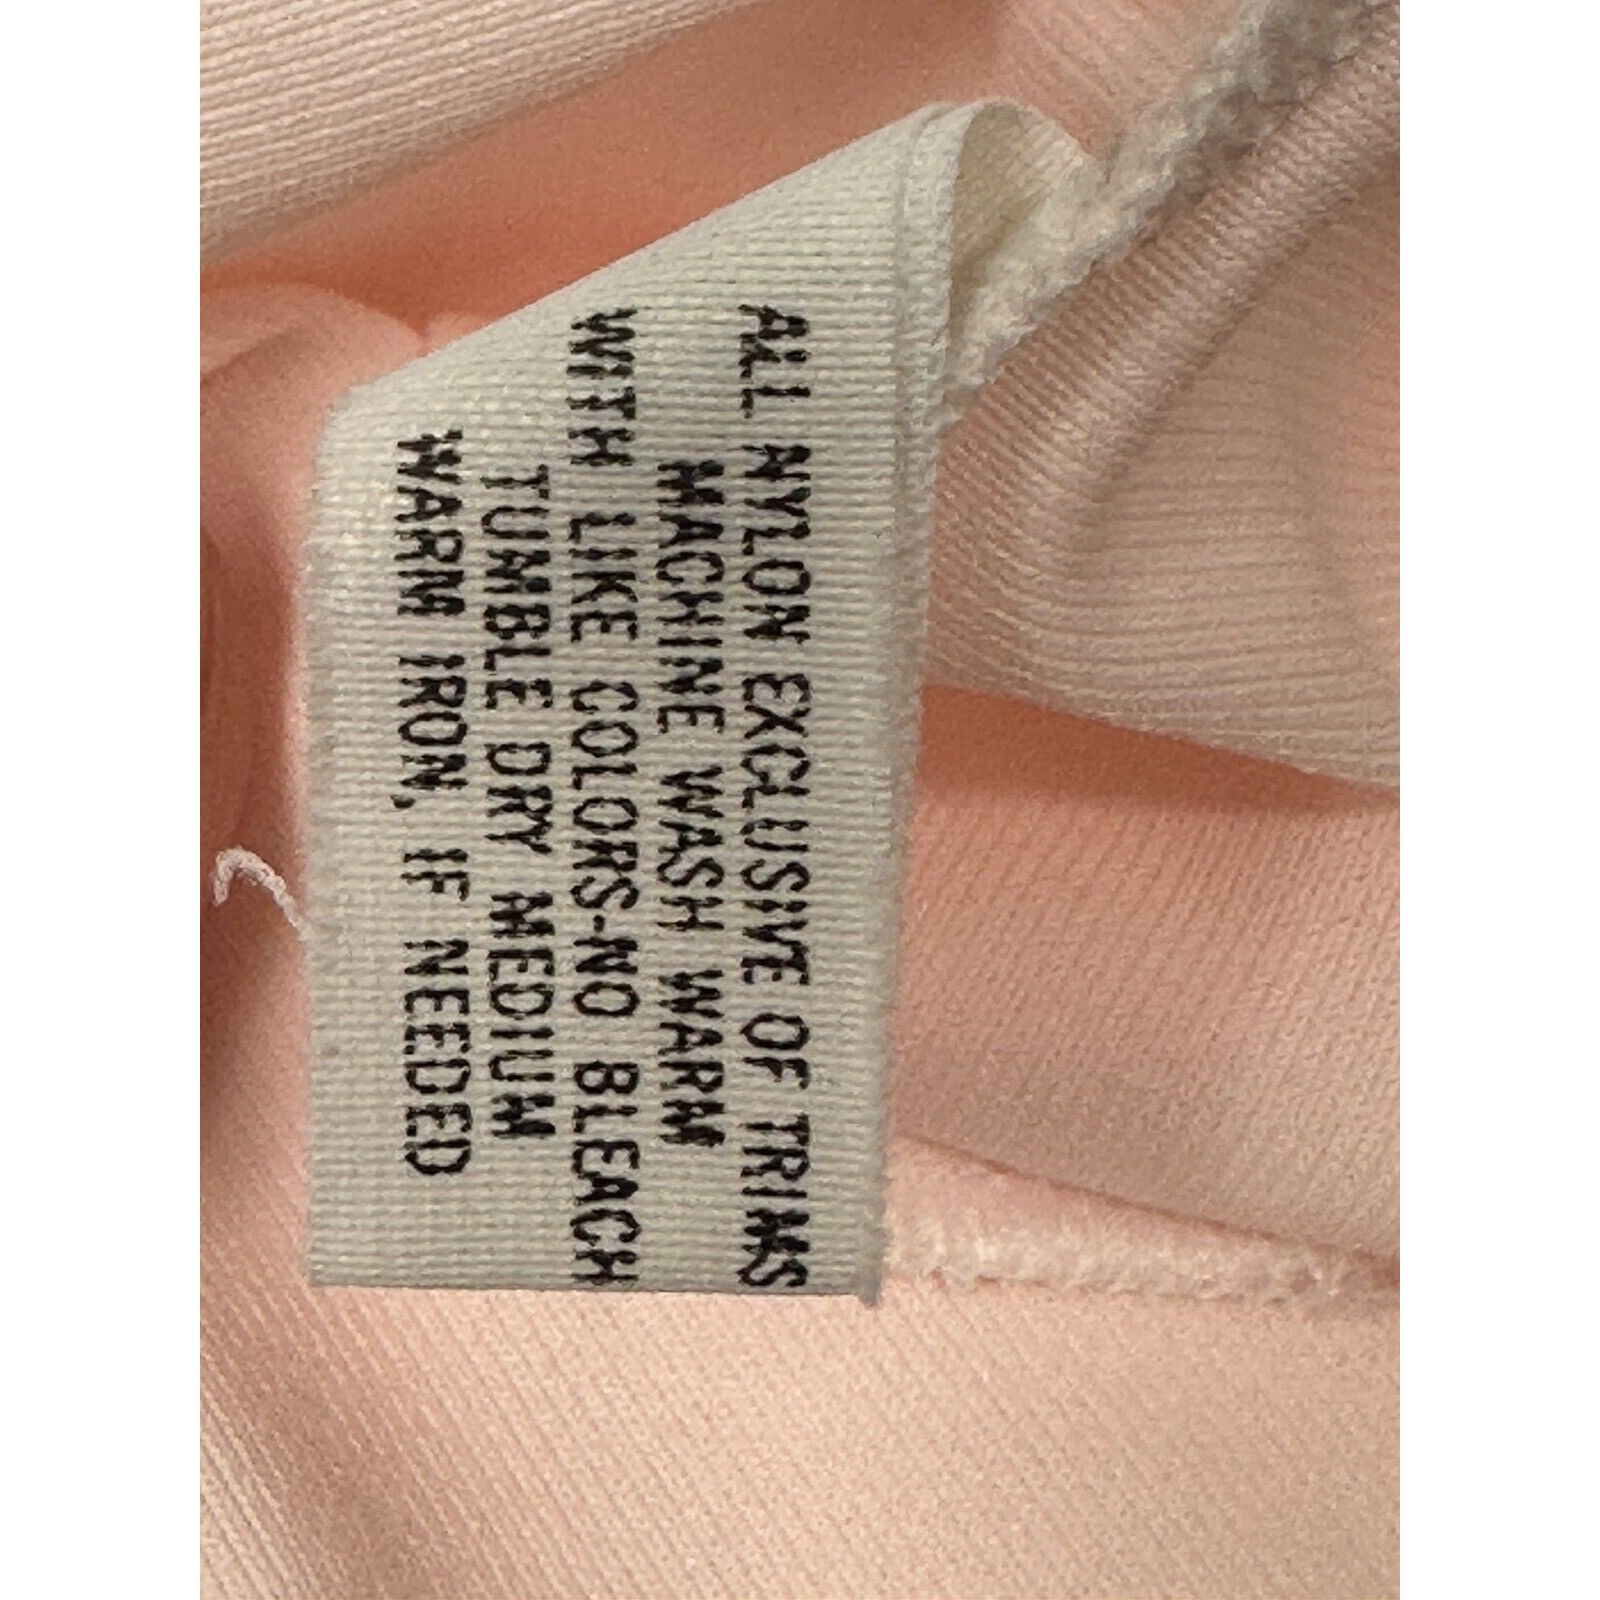 ALL NYLON EXCLUSIVE OF TRIMS
MACHINE WASH WARM
WITH LIKE COLORS-NO BLEACH
TUMBLE DRY MEDIUM
WARM IRON, IF NEEDED